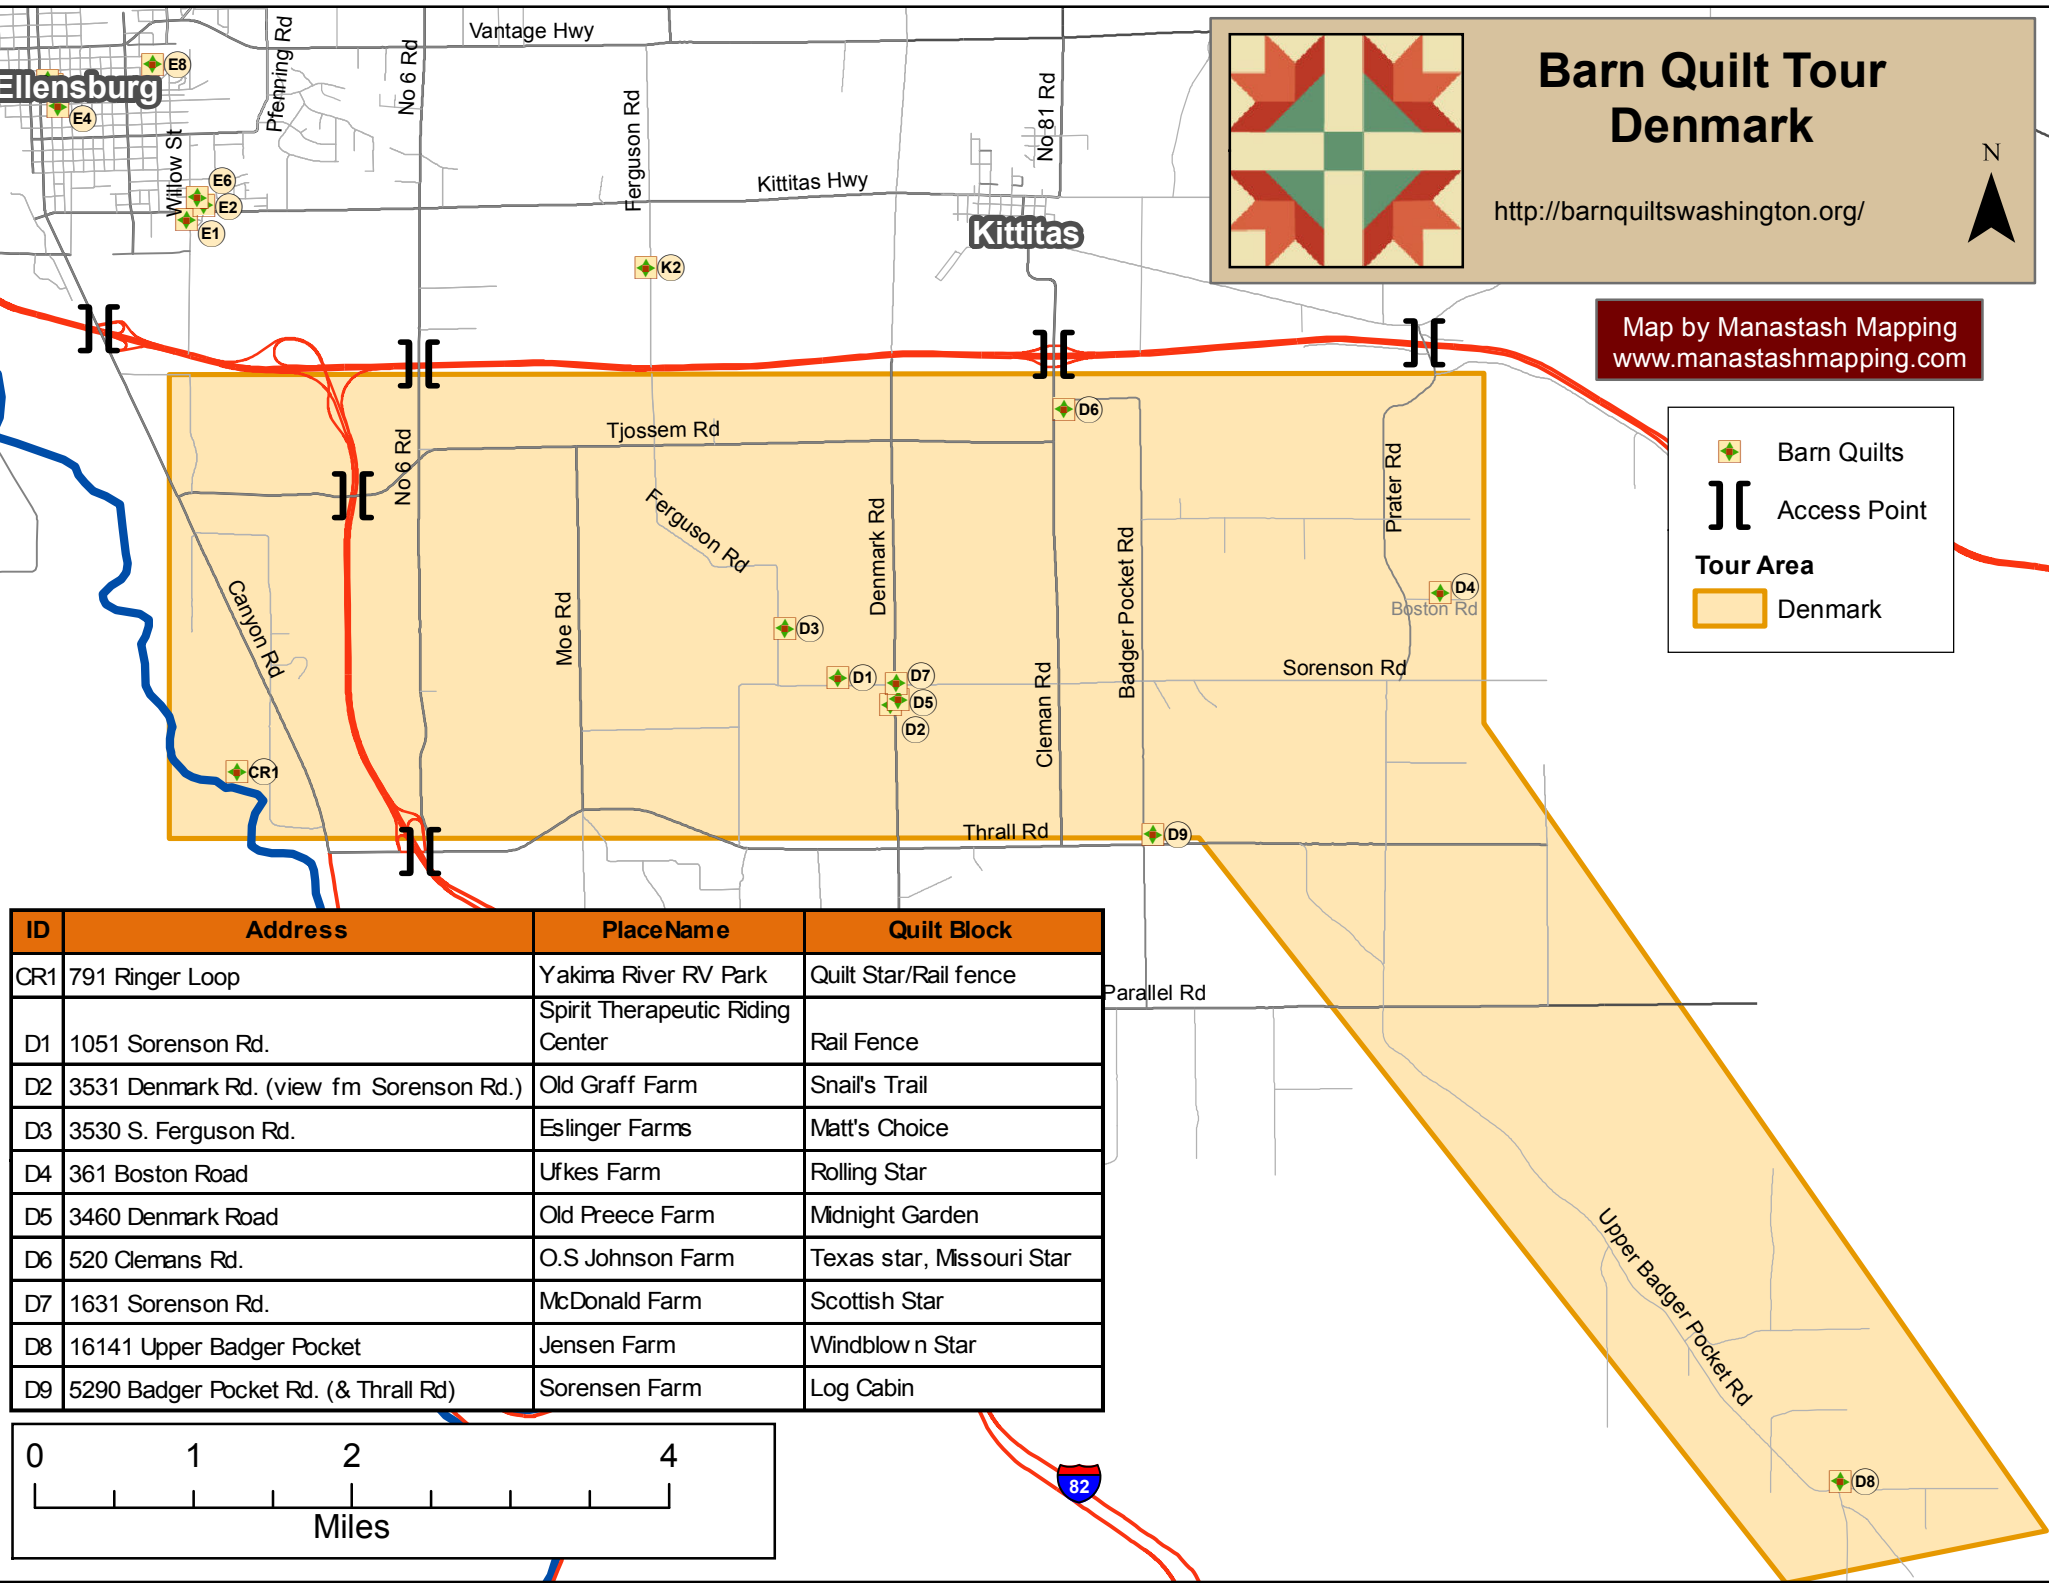 Vantage Hwy
Pfenning Rd
No 6 Rd
E8
Ellensburg
E4
Willow St
E6
E2
E1
Ferguson Rd
No 81 Rd
Kittitas Hwy
Kittitas
K2
Barn Quilt Tour
Denmark
http://barnquiltswashington.org/
N
Map by Manastash Mapping
www.manastashmapping.com
Barn Quilts
Access Point
Tour Area
Denmark
D6
Tjossem Rd
No 6 Rd
Ferguson Rd
Denmark Rd
Badger Pocket Rd
Prater Rd
D4
Boston Rd
Canyon Rd
Moe Rd
D3
D1
D7
D5
D2
Cleman Rd
Sorenson Rd
CR1
Thrall Rd
D9
Parallel Rd
Upper Badger Pocket Rd
D8
ID Address PlaceName Quilt Block
CR1 791 Ringer Loop Yakima River RV Park Quilt Star/Rail fence
D1 1051 Sorenson Rd. Spirit Therapeutic Riding Center Rail Fence
D2 3531 Denmark Rd. (view fm Sorenson Rd.) Old Graff Farm Snail's Trail
D3 3530 S. Ferguson Rd. Eslinger Farms Matt's Choice
D4 361 Boston Road Ufkes Farm Rolling Star
D5 3460 Denmark Road Old Preece Farm Midnight Garden
D6 520 Clemans Rd. O.S Johnson Farm Texas star, Missouri Star
D7 1631 Sorenson Rd. McDonald Farm Scottish Star
D8 16141 Upper Badger Pocket Jensen Farm Windblown Star
D9 5290 Badger Pocket Rd. (& Thrall Rd) Sorensen Farm Log Cabin
0 1 2 4
Miles
82